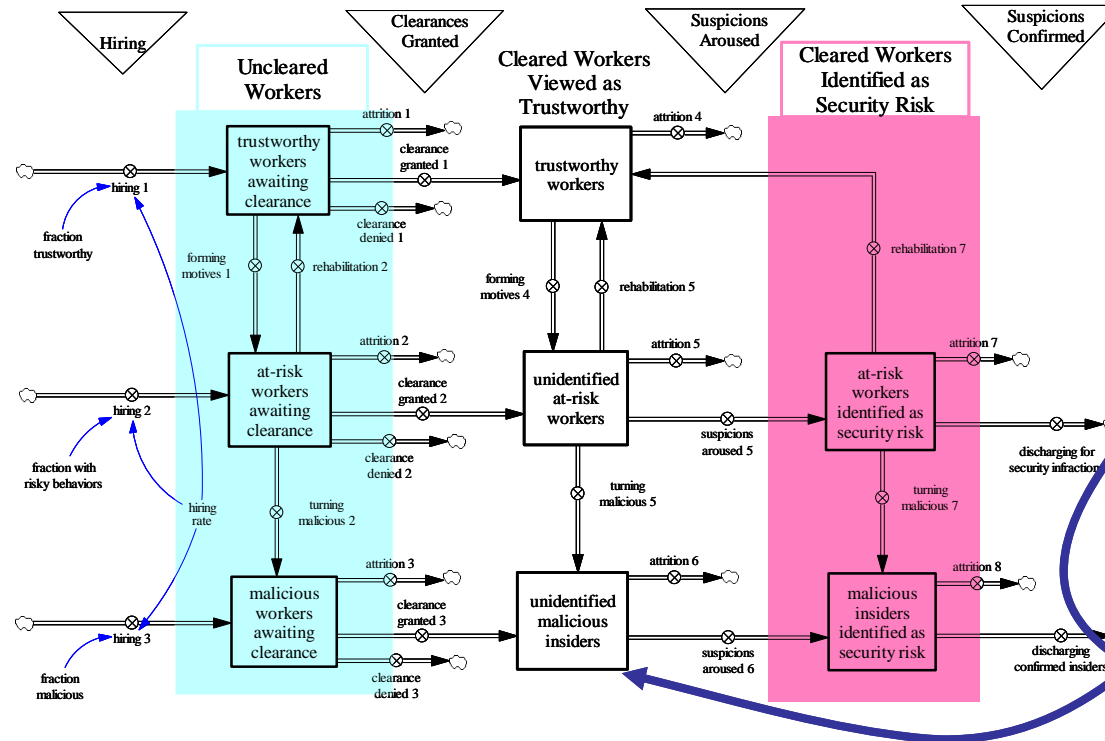 Hiring
Clearances
Granted
Suspicions
Aroused
Suspicions
Confirmed
Uncleared
Workers
Cleared Workers
Viewed as
Trustworthy
Cleared Workers
Identified as
Security Risk
attrition 1
trustworthy
workers
awaiting
clearance
clearance
granted 1
clearance
denied 1
attrition 4
trustworthy
workers
hiring 1
fraction
trustworthy
forming
motives 1
rehabilitation 2
forming
motives 4
rehabilitation 5
rehabilitation 7
attrition 2
at-risk
workers
awaiting
clearance
clearance
granted 2
clearance
denied 2
attrition 5
unidentified
at-risk
workers
suspicions
aroused 5
attrition 7
at-risk
workers
identified as
security risk
discharging for
security infraction
hiring 2
fraction with
risky behaviors
hiring
rate
turning
malicious 2
turning
malicious 5
turning
malicious 7
attrition 3
malicious
workers
awaiting
clearance
clearance
granted 3
clearance
denied 3
attrition 6
unidentified
malicious
insiders
suspicions
aroused 6
attrition 8
malicious
insiders
identified as
security risk
discharging
confirmed insiders
hiring 3
fraction
malicious